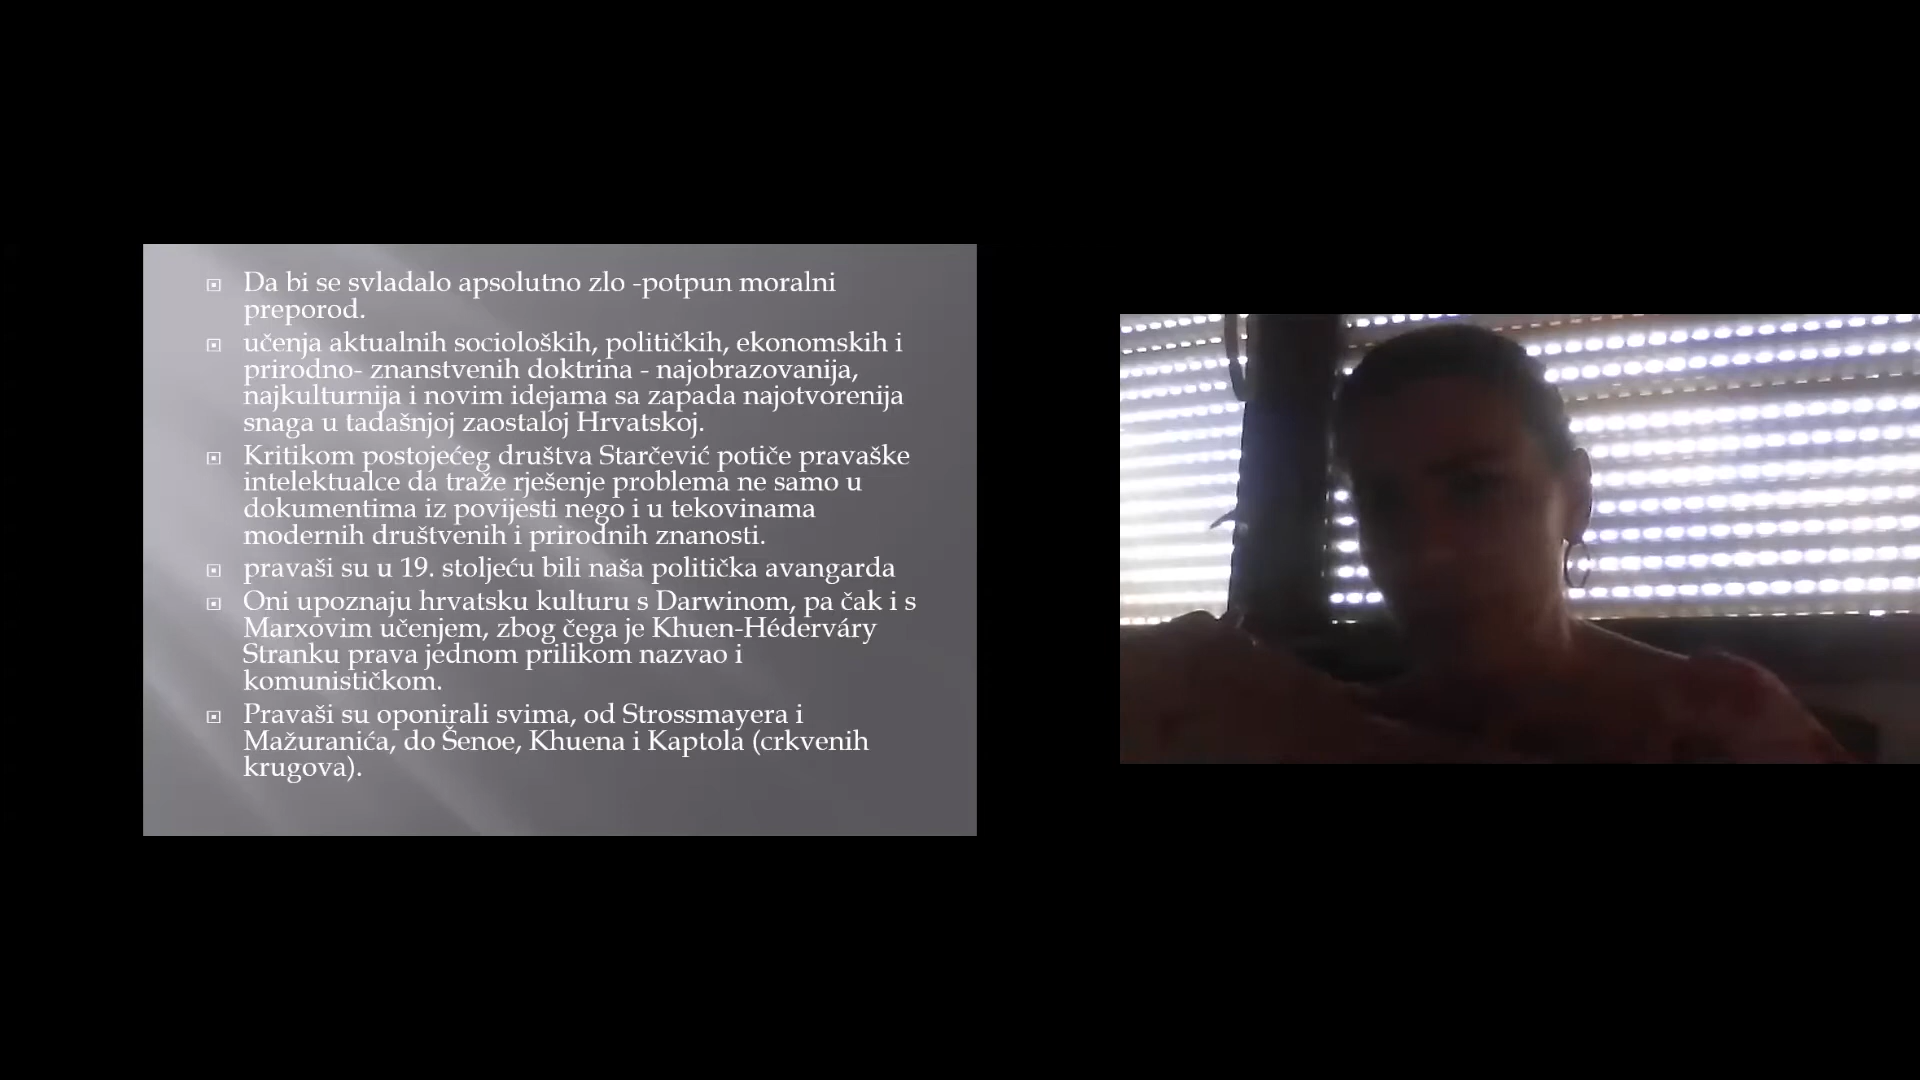 Da bi se svladalo apsolutno zlo -potpun moralni
preporod.
učenja aktualnih socioloških, političkih, ekonomskih i
prirodno- znanstvenih doktrina - najobrazovanija,
najkulturnija i novim idejama sa zapada najotvorenija
snaga u tadašnjoj zaostaloj Hrvatskoj.
Kritikom postojećeg društva Starčević potiče pravaške
intelektualce da traže rješenje problema ne samo u
dokumentima iz povijesti nego i u tekovinama
modernih društvenih i prirodnih znanosti.
pravaši su u 19. stoljeću bili naša politička avangarda
Oni upoznaju hrvatsku kulturu s Darwinom, pa čak i s
Marxovim učenjem, zbog čega je Khuen-Héderváry
Stranku prava jednom prilikom nazvao i
komunističkom.
Pravaši su oponirali svima, od Strossmayera i
Mažuranića, do Šenoe, Khuena i Kaptola (crkvenih
krugova).